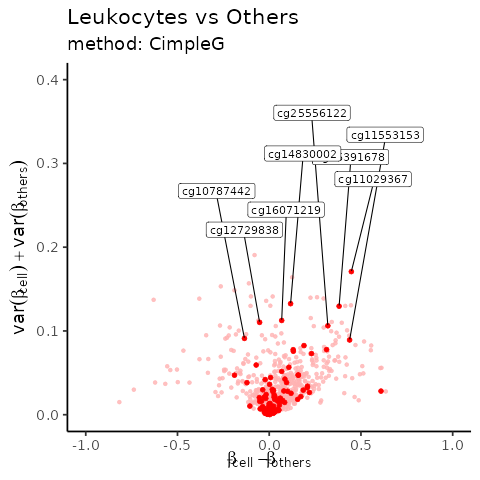 Leukocytes vs Others
method: CimpleG
0.4
0.3
0.2
0.1
0.0
var(βcell) + var(βothers)
cg25556122
cg11553153
cg14830002
5391678
cg11029367
cg10787442
cg16071219
cg12729838
-1.0
-0.5
0.0
0.5
1.0
βcell − βothers